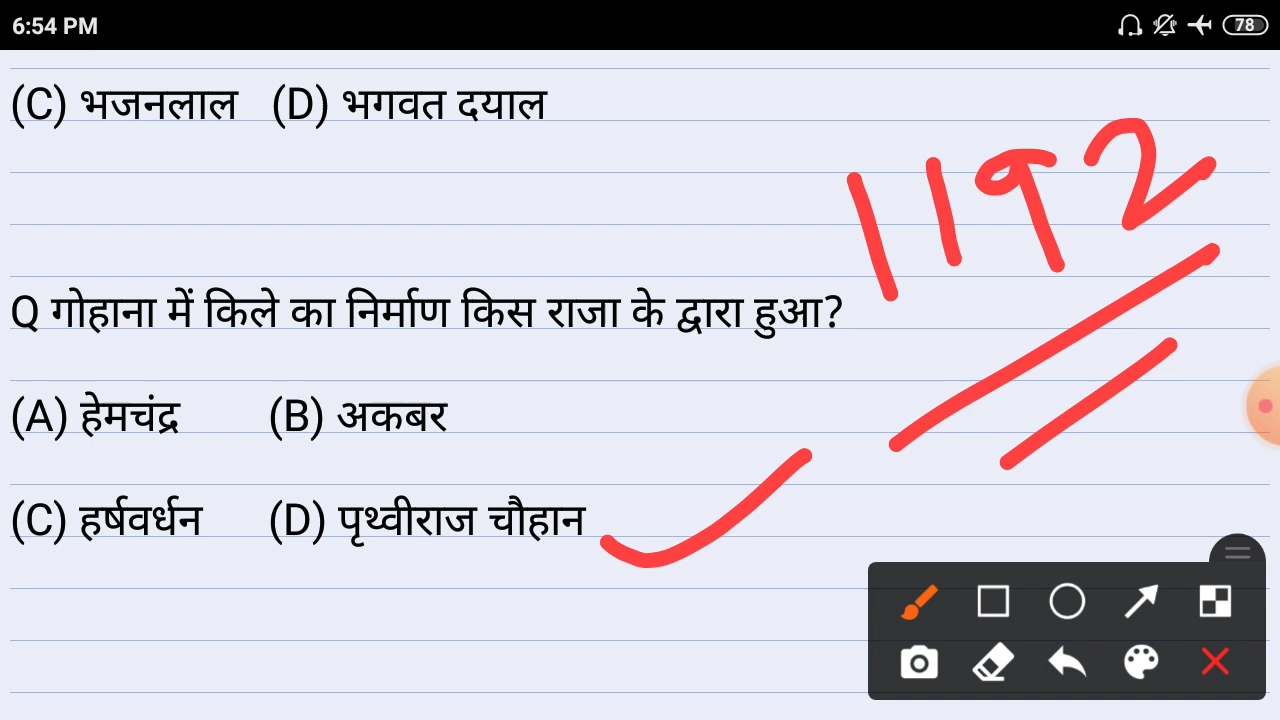 6:54 PM
78
(C) भजनलाल (D) भगवत दयाल
1192
Q गोहाना में किले का निर्माण किस राजा के द्वारा हुआ?
(A) हेमचंद्र (B) अकबर
(C) हर्षवर्धन (D) पृथ्वीराज चौहान